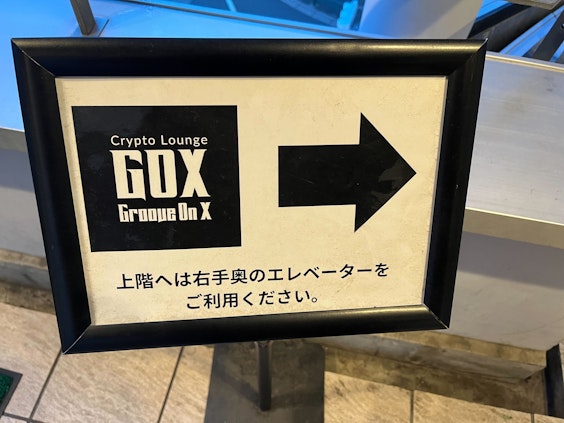 Crypto Lounge
GOX
Groove On X
上階へは右手奥のエレベーターを
ご利用ください。